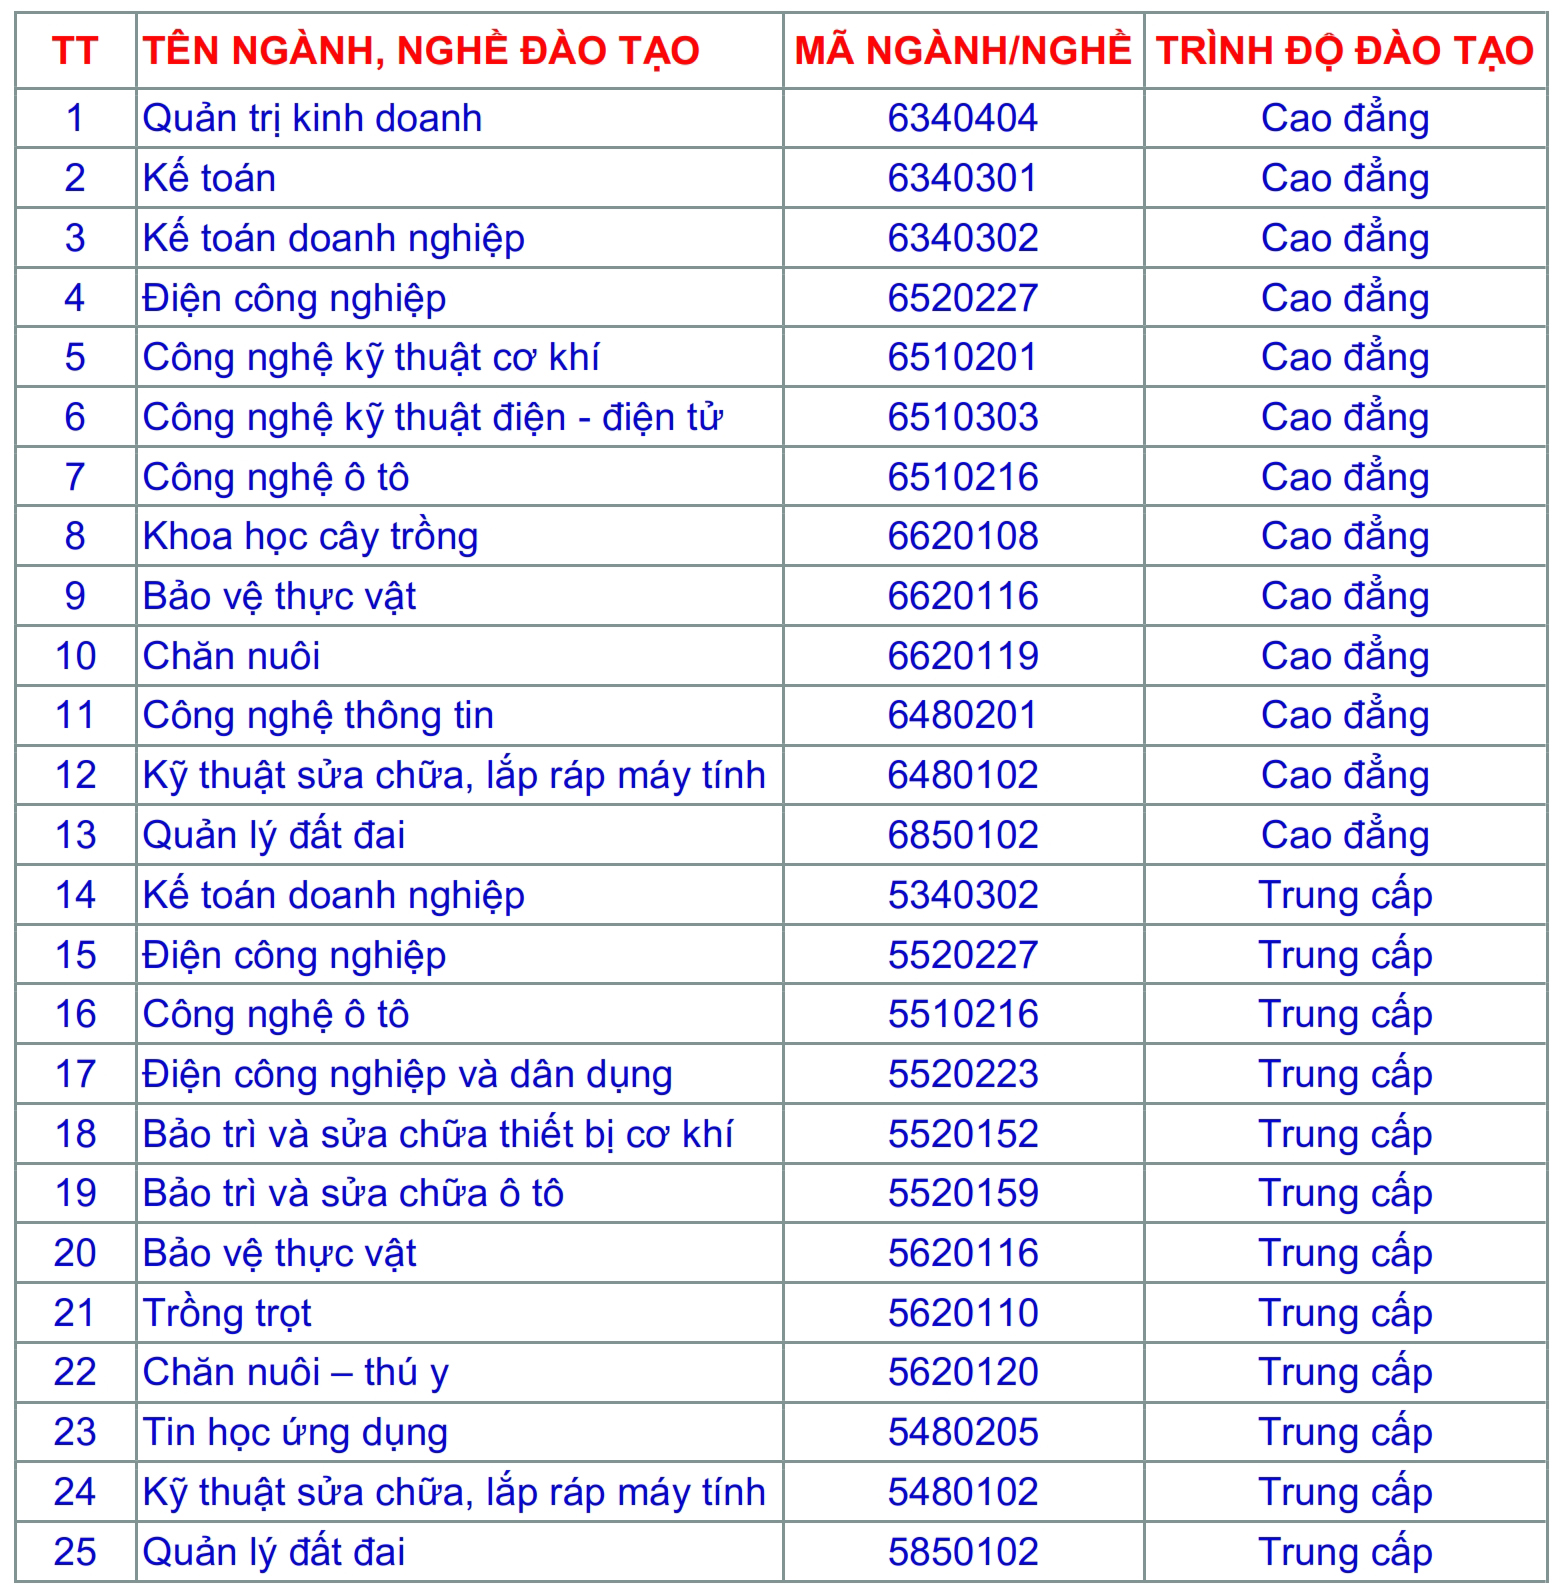 TT TÊN NGÀNH, NGHỀ ĐÀO TẠO MÃ NGÀNH/NGHỀ TRÌNH ĐỘ ĐÀO TẠO
1 Quản trị kinh doanh 6340404 Cao đẳng
2 Kế toán 6340301 Cao đẳng
3 Kế toán doanh nghiệp 6340302 Cao đẳng
4 Điện công nghiệp 6520227 Cao đẳng
5 Công nghệ kỹ thuật cơ khí 6510201 Cao đẳng
6 Công nghệ kỹ thuật điện - điện tử 6510303 Cao đẳng
7 Công nghệ ô tô 6510216 Cao đẳng
8 Khoa học cây trồng 6620108 Cao đẳng
9 Bảo vệ thực vật 6620116 Cao đẳng
10 Chăn nuôi 6620119 Cao đẳng
11 Công nghệ thông tin 6480201 Cao đẳng
12 Kỹ thuật sửa chữa, lắp ráp máy tính 6480102 Cao đẳng
13 Quản lý đất đai 6850102 Cao đẳng
14 Kế toán doanh nghiệp 5340302 Trung cấp
15 Điện công nghiệp 5520227 Trung cấp
16 Công nghệ ô tô 5510216 Trung cấp
17 Điện công nghiệp và dân dụng 5520223 Trung cấp
18 Bảo trì và sửa chữa thiết bị cơ khí 5520152 Trung cấp
19 Bảo trì và sửa chữa ô tô 5520159 Trung cấp
20 Bảo vệ thực vật 5620116 Trung cấp
21 Trồng trọt 5620110 Trung cấp
22 Chăn nuôi – thú y 5620120 Trung cấp
23 Tin học ứng dụng 5480205 Trung cấp
24 Kỹ thuật sửa chữa, lắp ráp máy tính 5480102 Trung cấp
25 Quản lý đất đai 5850102 Trung cấp